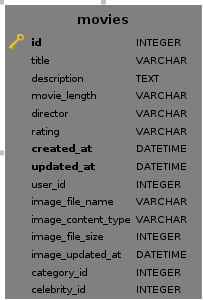 movies
id INTEGER
title VARCHAR
description TEXT
movie_length VARCHAR
director VARCHAR
rating VARCHAR
created_at DATETIME
updated_at DATETIME
user_id INTEGER
image_file_name VARCHAR
image_content_type VARCHAR
image_file_size INTEGER
image_updated_at DATETIME
category_id INTEGER
celebrity_id INTEGER